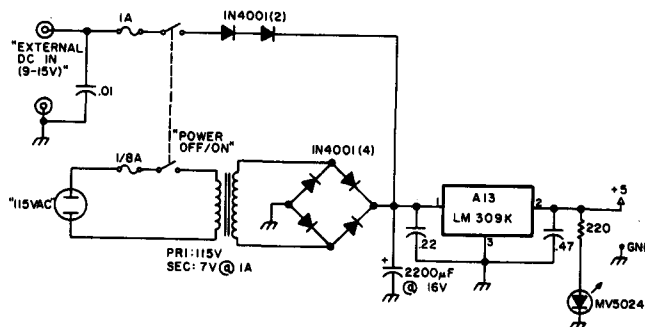 1A
1N4001(2)
"EXTERNAL
DC IN
(9-15V)"
.01
"POWER
OFF/ON"
1/8A
1N4001(4)
"115VAC"
PRI:115V
SEC: 7V @ 1A
1
A13
LM 309K
2
3
.22
.47
+5
220
GND
+
2200µF
@ 16V
MV5024